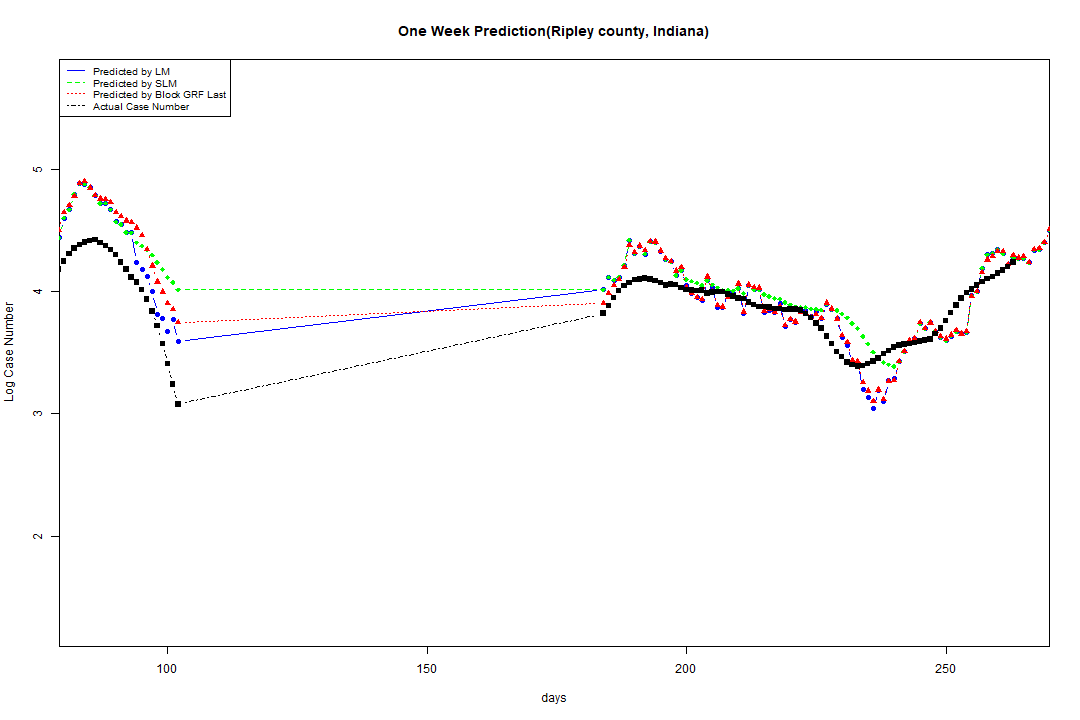 One Week Prediction(Ripley county, Indiana)
Predicted by LM
Predicted by SLM
Predicted by Block GRF Last
Actual Case Number
5
4
3
2
Log Case Number
100 150 200 250
days